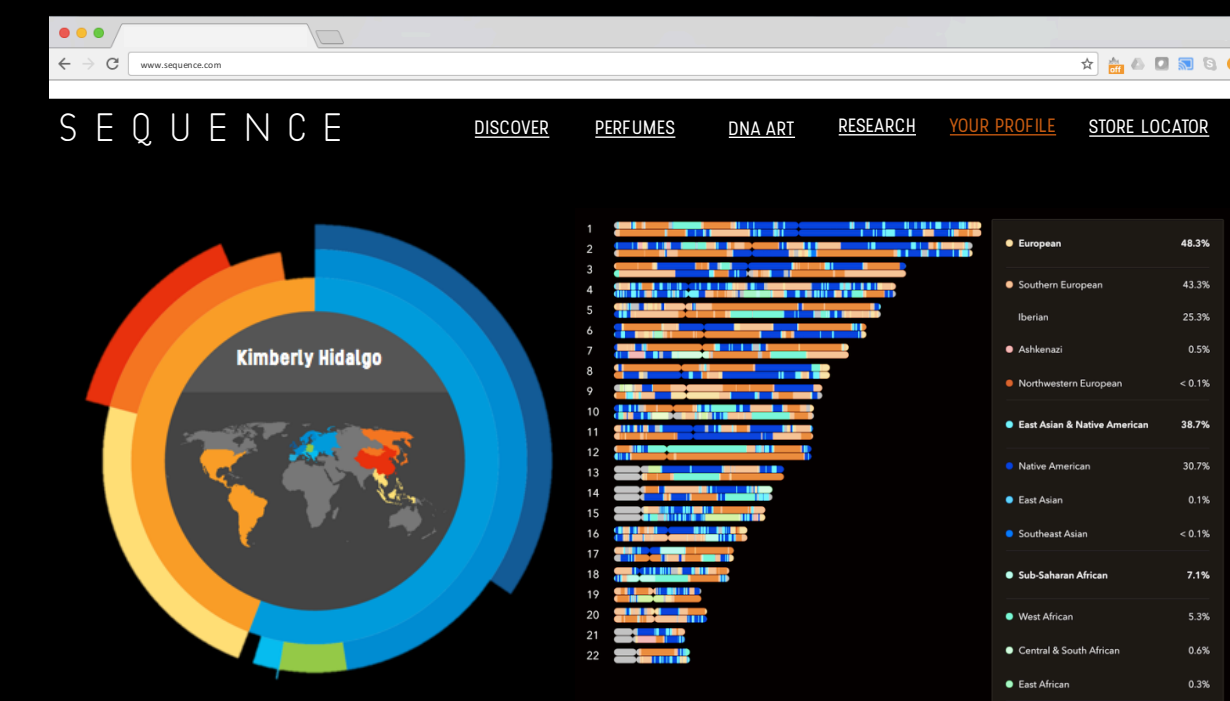 www.sequence.com
off
SEQUENCE
DISCOVER
PERFUMES
DNA ART
RESEARCH
YOUR PROFILE
STORE LOCATOR
Kimberly Hidalgo
1
2
3
4
5
6
7
8
9
10
11
12
13
14
15
16
17
18
19
20
21
22
European 48.3%
Southern European 43.3%
Iberian 25.3%
Ashkenazi 0.5%
Northwestern European < 0.1%
East Asian & Native American 38.7%
Native American 30.7%
East Asian 0.1%
Southeast Asian < 0.1%
Sub-Saharan African 7.1%
West African 5.3%
Central & South African 0.6%
East African 0.3%